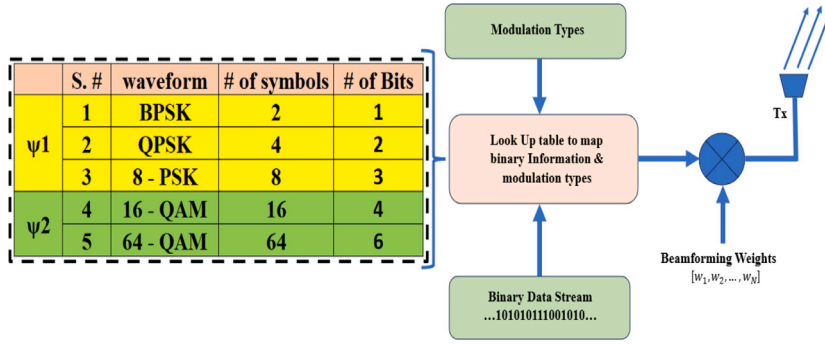 S. # waveform # of symbols # of Bits
ψ1
1 BPSK 2 1
2 QPSK 4 2
3 8 - PSK 8 3
ψ2
4 16 - QAM 16 4
5 64 - QAM 64 6
Modulation Types
Look Up table to map
binary Information &
modulation types
Binary Data Stream
…101010111001010…
Tx
Beamforming Weights
[w₁, w₂, …, w_N]